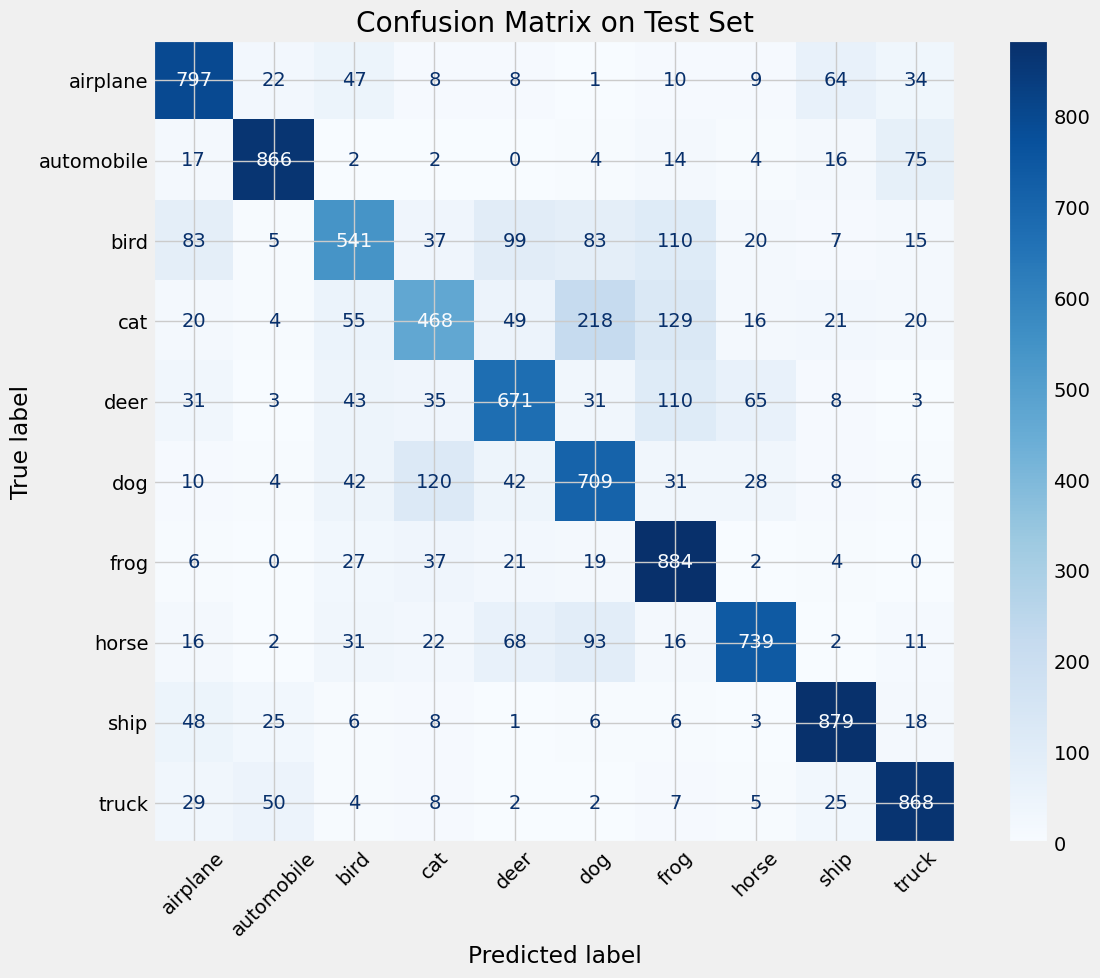 Confusion Matrix on Test Set
airplane 797 22 47 8 8 1 10 9 64 34
automobile 17 866 2 2 0 4 14 4 16 75
bird 83 5 541 37 99 83 110 20 7 15
cat 20 4 55 468 49 218 129 16 21 20
deer 31 3 43 35 671 31 110 65 8 3
dog 10 4 42 120 42 709 31 28 8 6
frog 6 0 27 37 21 19 884 2 4 0
horse 16 2 31 22 68 93 16 739 2 11
ship 48 25 6 8 1 6 6 3 879 18
truck 29 50 4 8 2 2 7 5 25 868
airplane automobile bird cat deer dog frog horse ship truck
Predicted label
True label
800
700
600
500
400
300
200
100
0